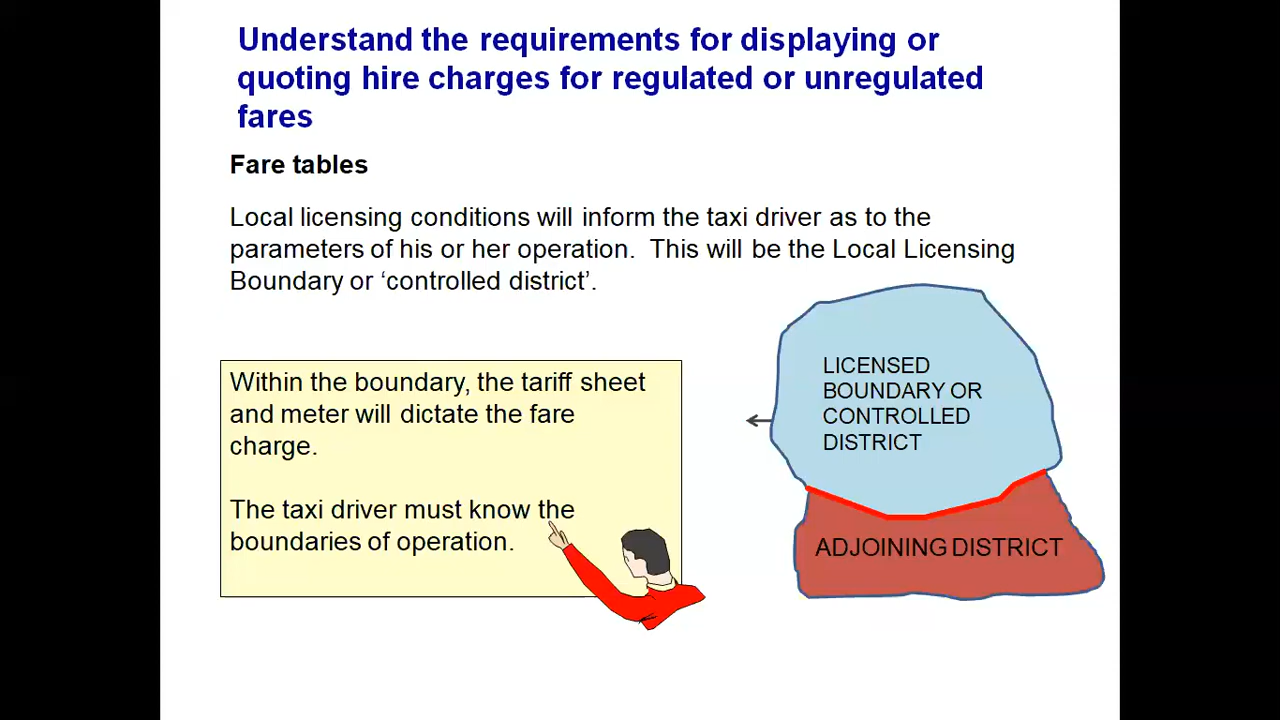 Understand the requirements for displaying or
quoting hire charges for regulated or unregulated
fares
Fare tables
Local licensing conditions will inform the taxi driver as to the
parameters of his or her operation.  This will be the Local Licensing
Boundary or ‘controlled district’.
Within the boundary, the tariff sheet
and meter will dictate the fare
charge.
The taxi driver must know the
boundaries of operation.
LICENSED
BOUNDARY OR
CONTROLLED
DISTRICT
ADJOINING DISTRICT